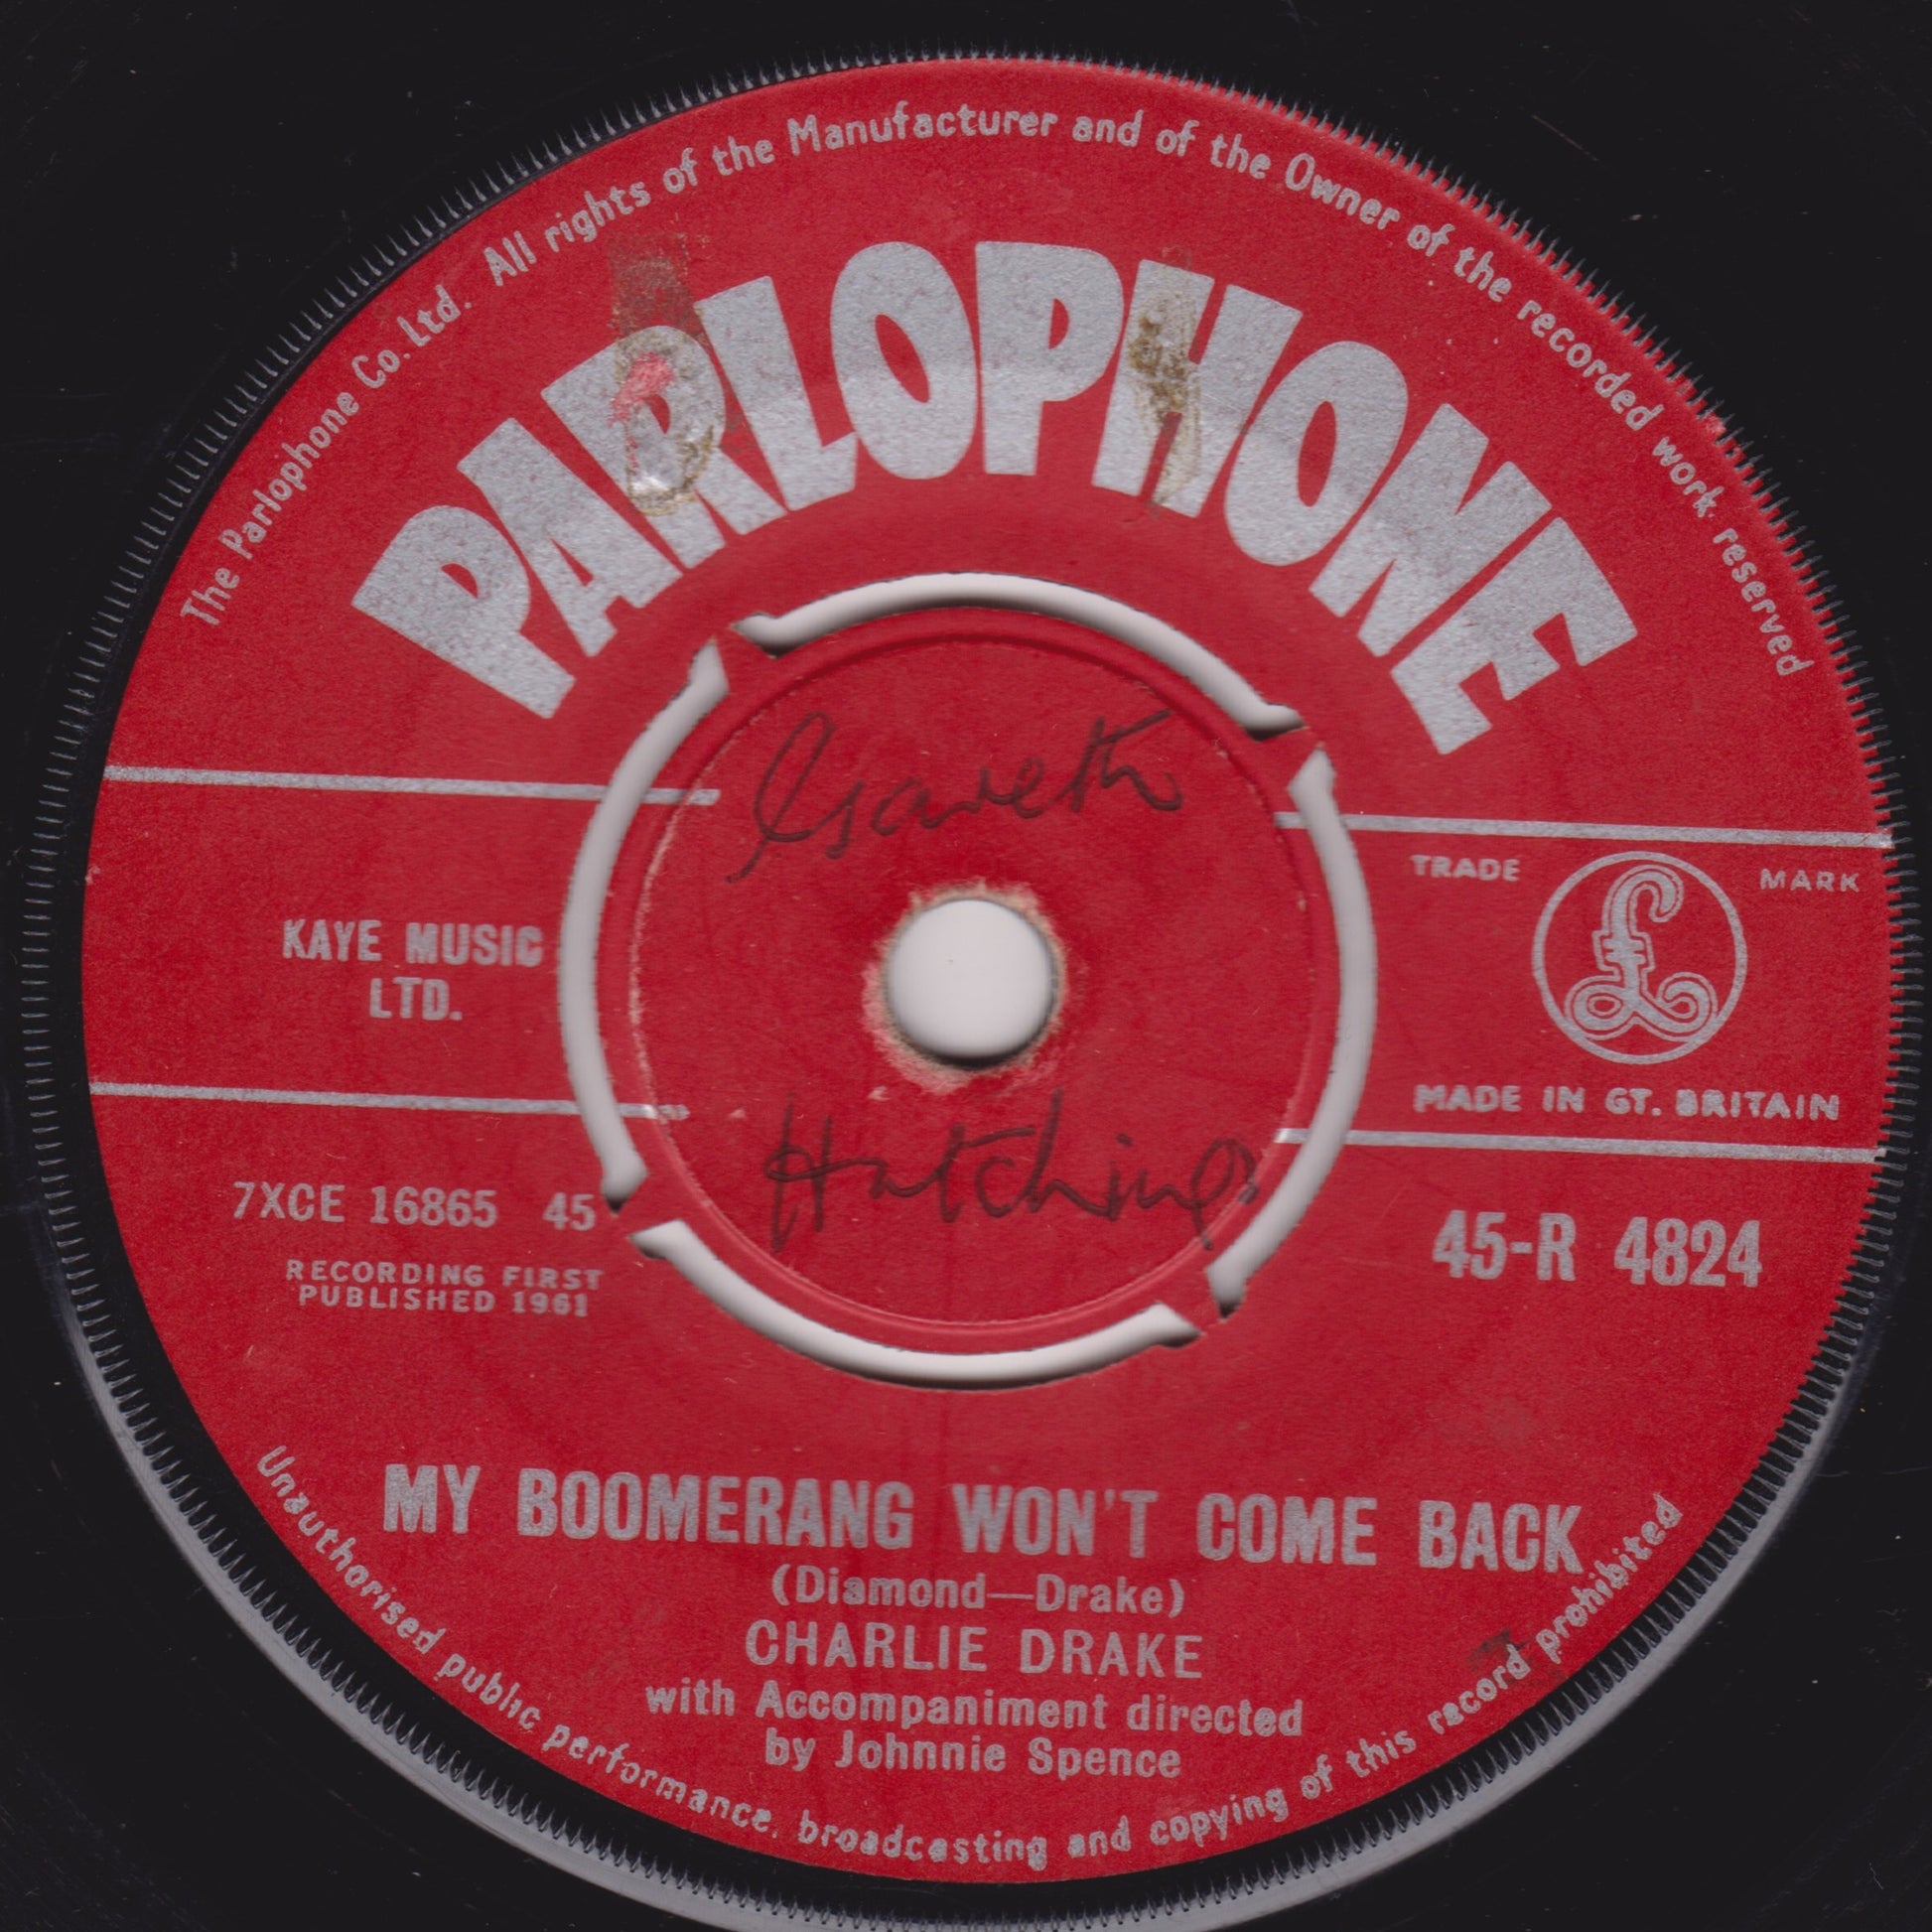 The Parlophone Co. Ltd. All rights of the Manufacturer and of the Owner of the recorded work reserved
PARLOPHONE
Gareth
TRADE MARK
£
KAYE MUSIC
LTD.
MADE IN GT. BRITAIN
Hutchings
7XCE 16865 45
45-R 4824
RECORDING FIRST
PUBLISHED 1961
MY BOOMERANG WON'T COME BACK
(Diamond—Drake)
CHARLIE DRAKE
with Accompaniment directed
by Johnnie Spence
Unauthorised public performance, broadcasting and copying of this record prohibited